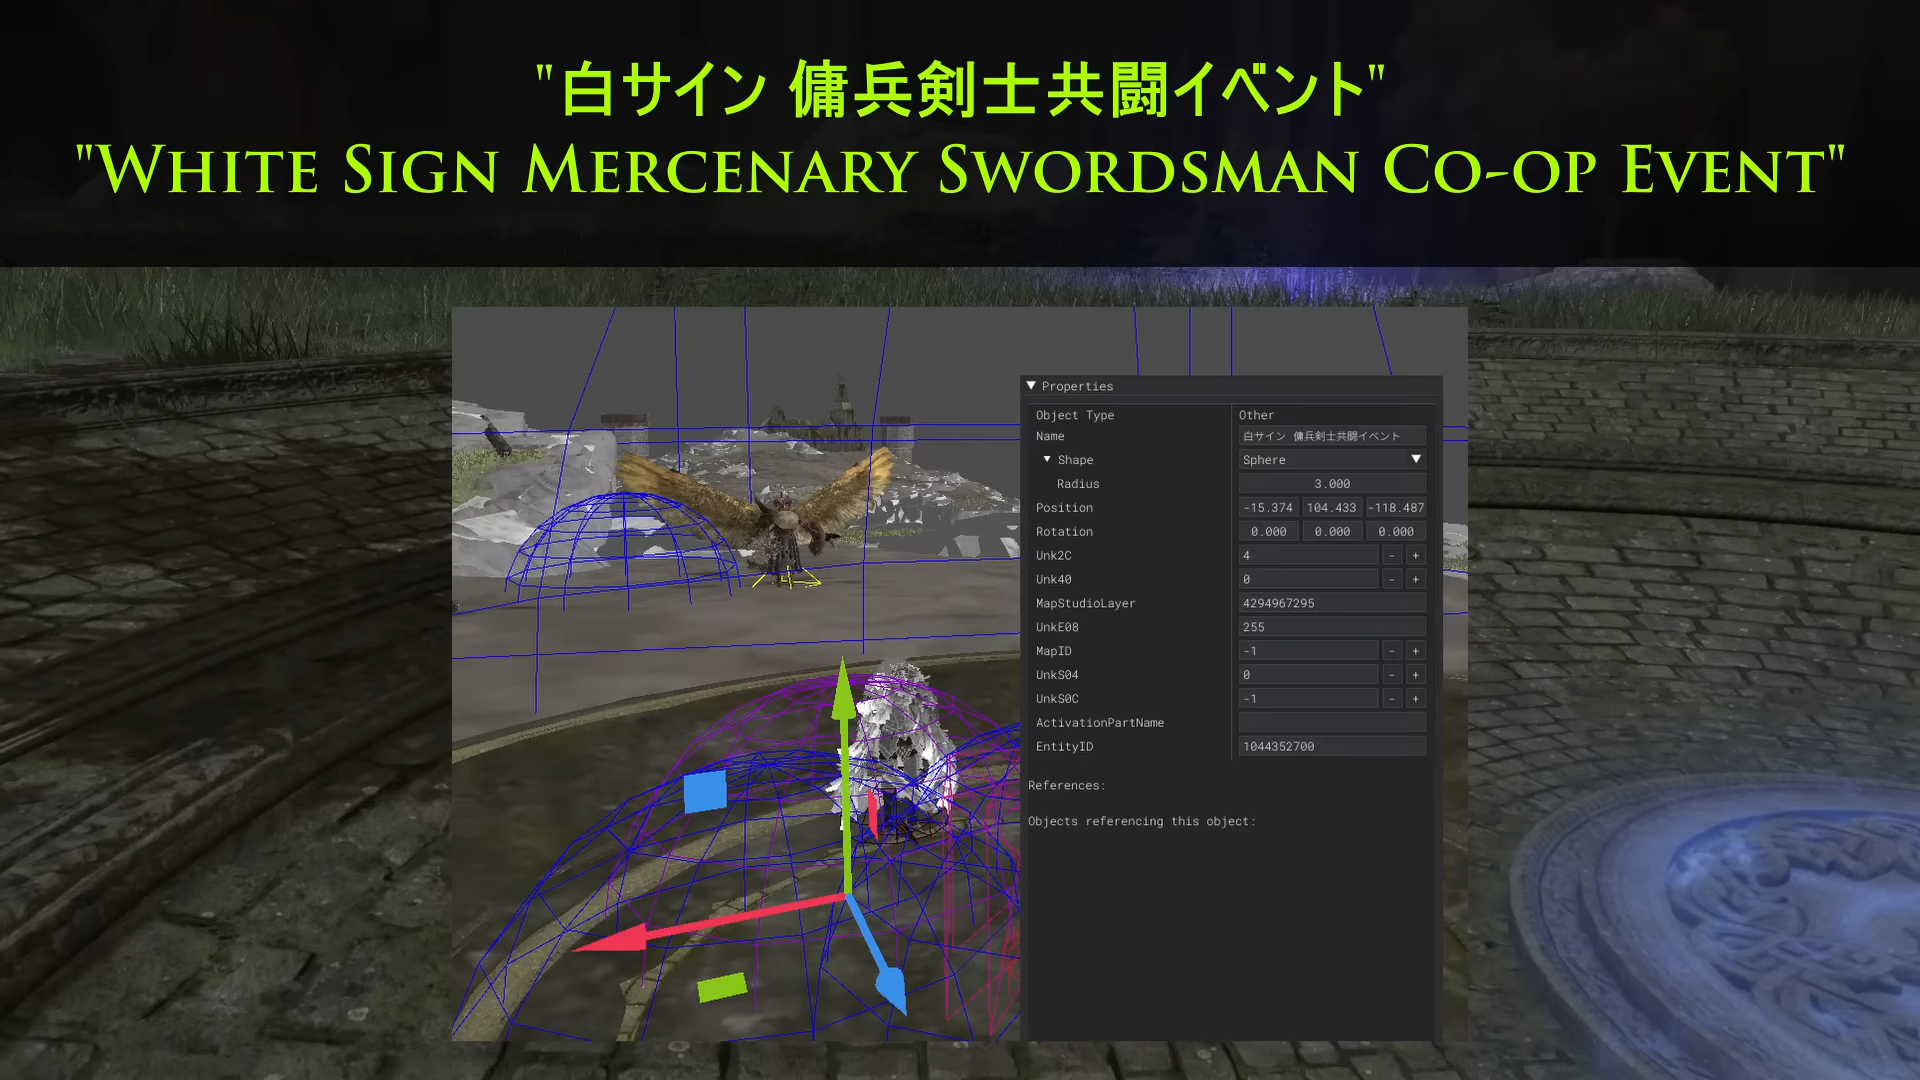 "白サイン 傭兵剣士共闘イベント"
"White Sign Mercenary Swordsman Co-op Event"
▼ Properties
Object Type Other
Name 白サイン 傭兵剣士共闘イベント
▼ Shape Sphere ▼
Radius 3.000
Position -15.374 104.433 -118.487
Rotation 0.000 0.000 0.000
Unk2C 4 - +
Unk40 0 - +
MapStudioLayer 4294967295
UnkE08 255
MapID -1 - +
UnkS04 0 - +
UnkS0C -1 - +
ActivationPartName
EntityID 1044352700
References:
Objects referencing this object: